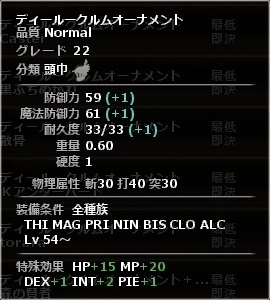 ディールークルムオーナメント
品質 Normal
グレード 22
分類 頭巾
防御力 59 (+1)
魔法防御力 61 (+1)
耐久度 33/33 (+1)
重量 0.60
硬度 1
物理属性 斬30 打40 突30
装備条件 全種族
THI MAG PRI NIN BIS CLO ALC
Lv 54～
特殊効果 HP+15 MP+20
DEX+1 INT+2 PIE+1